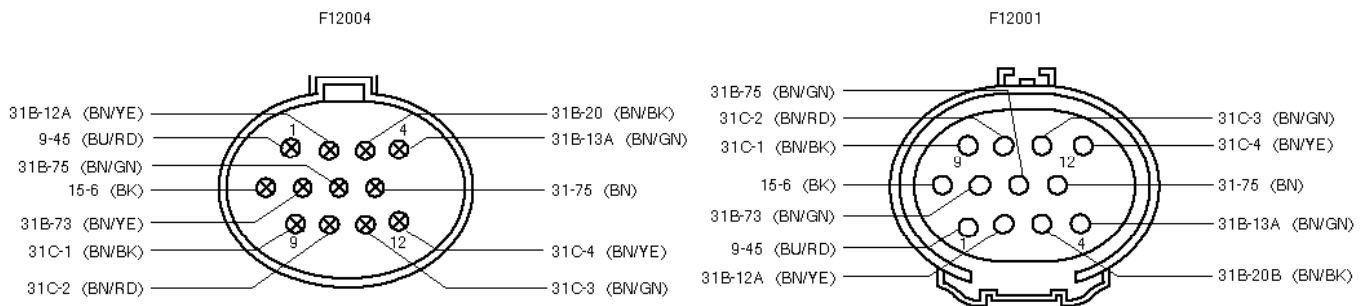 F12004
31B-12A (BN/YE)
9-45 (BU/RD)
31B-75 (BN/GN)
15-6 (BK)
31B-73 (BN/YE)
31C-1 (BN/BK)
31C-2 (BN/RD)
1
4
9
12
31B-20 (BN/BK)
31B-13A (BN/GN)
31-75 (BN)
31C-4 (BN/YE)
31C-3 (BN/GN)
F12001
31B-75 (BN/GN)
31C-2 (BN/RD)
31C-1 (BN/BK)
15-6 (BK)
31B-73 (BN/GN)
9-45 (BU/RD)
31B-12A (BN/YE)
9
12
1
4
31C-3 (BN/GN)
31C-4 (BN/YE)
31-75 (BN)
31B-13A (BN/GN)
31B-20B (BN/BK)